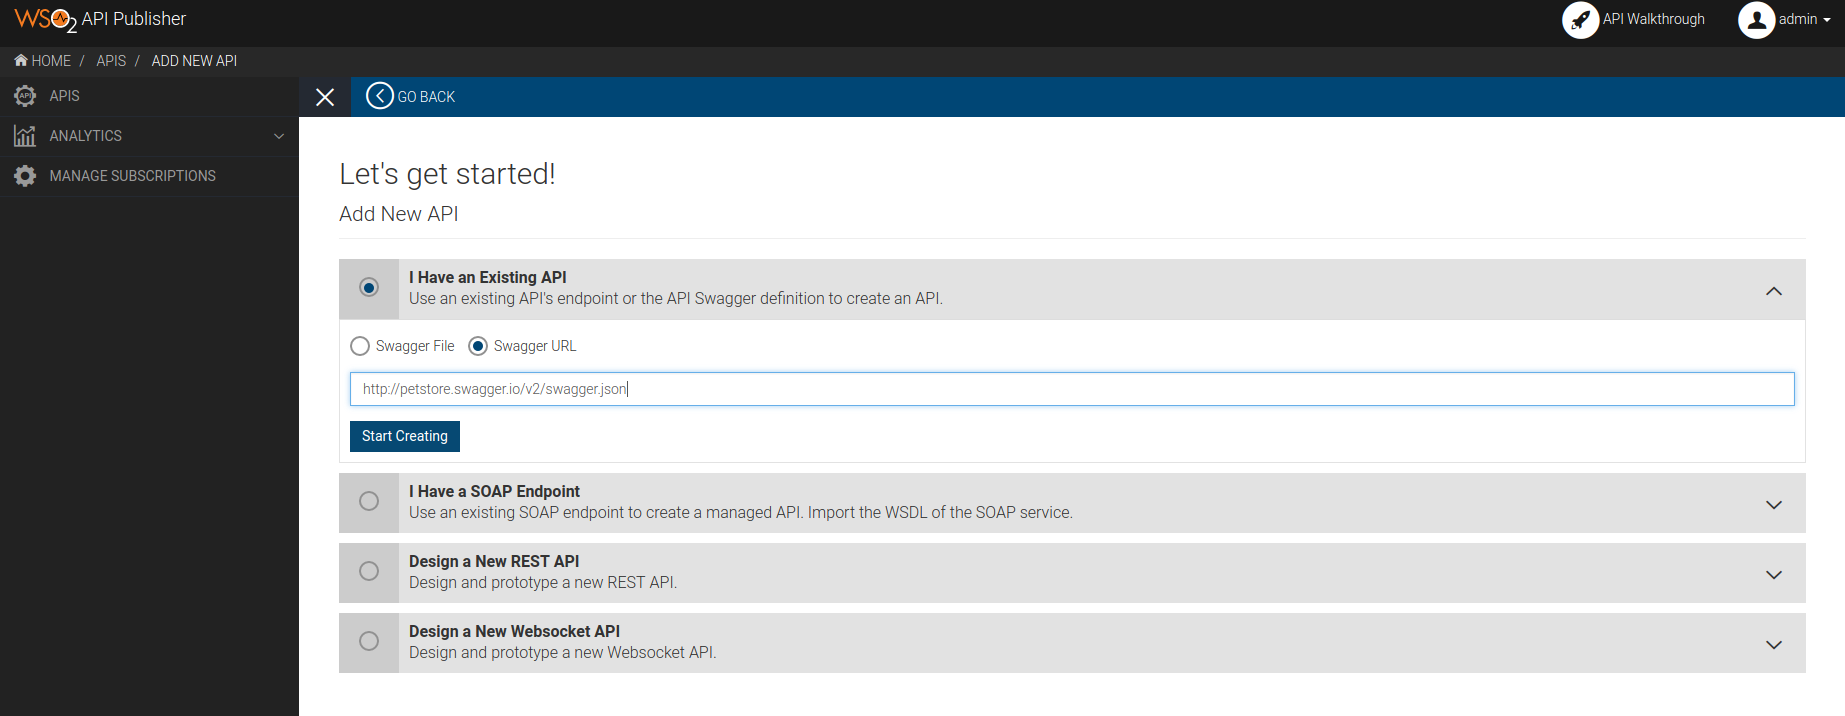 WSO2 API Publisher
API Walkthrough
admin
HOME / APIS / ADD NEW API
API APIS
GO BACK
ANALYTICS
MANAGE SUBSCRIPTIONS
Let's get started!
Add New API
I Have an Existing API
Use an existing API's endpoint or the API Swagger definition to create an API.
Swagger File Swagger URL
http://petstore.swagger.io/v2/swagger.json
Start Creating
I Have a SOAP Endpoint
Use an existing SOAP endpoint to create a managed API. Import the WSDL of the SOAP service.
Design a New REST API
Design and prototype a new REST API.
Design a New Websocket API
Design and prototype a new Websocket API.